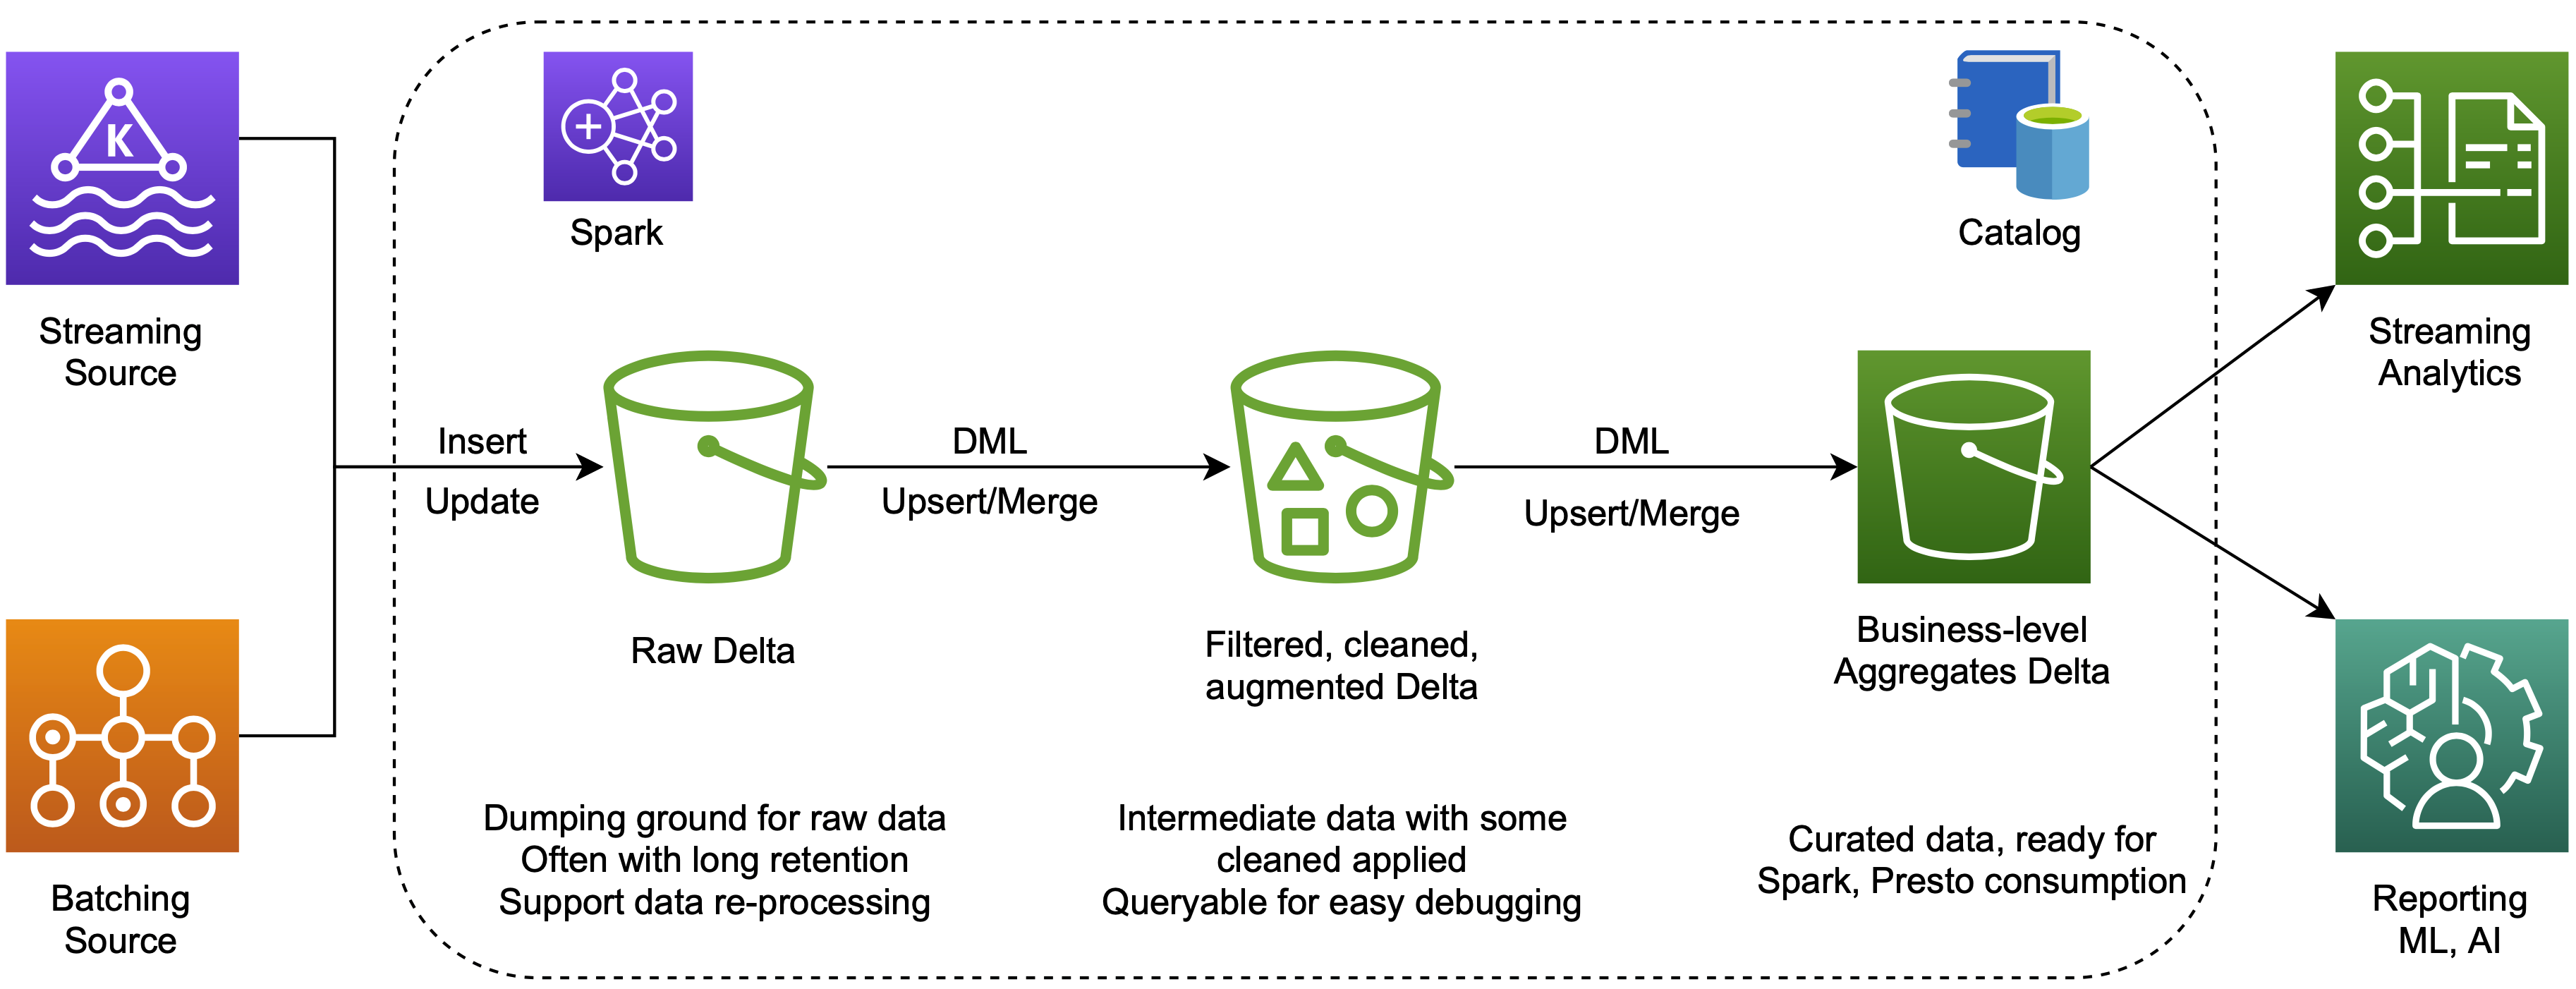 K
Spark
Catalog
Streaming
Source
Streaming
Analytics
Insert
Update
DML
Upsert/Merge
DML
Upsert/Merge
Raw Delta
Filtered, cleaned,
augmented Delta
Business-level
Aggregates Delta
Batching
Source
Dumping ground for raw data
Often with long retention
Support data re-processing
Intermediate data with some
cleaned applied
Queryable for easy debugging
Curated data, ready for
Spark, Presto consumption
Reporting
ML, AI